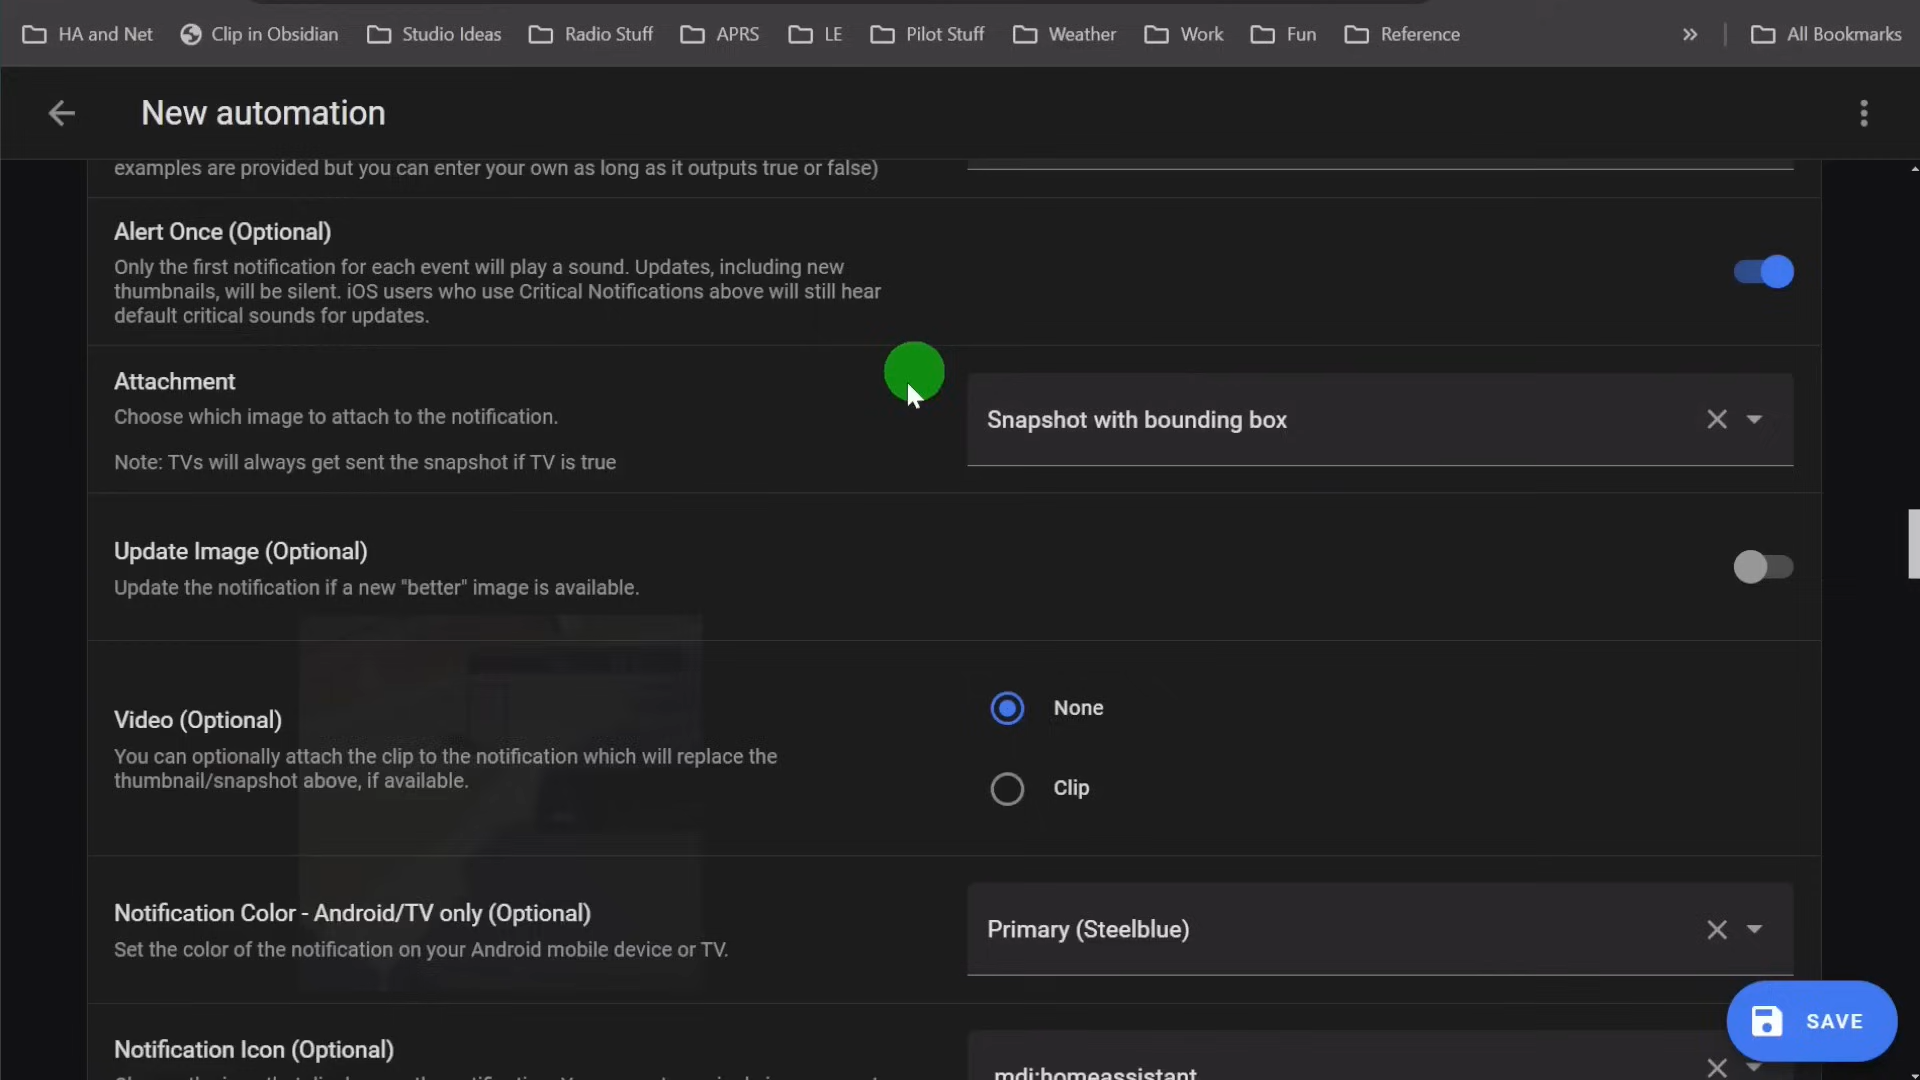 HA and Net
Clip in Obsidian
Studio Ideas
Radio Stuff
APRS
LE
Pilot Stuff
Weather
Work
Fun
Reference
»
All Bookmarks
New automation
examples are provided but you can enter your own as long as it outputs true or false)
Alert Once (Optional)
Only the first notification for each event will play a sound. Updates, including new
thumbnails, will be silent. iOS users who use Critical Notifications above will still hear
default critical sounds for updates.
Attachment
Choose which image to attach to the notification.
Note: TVs will always get sent the snapshot if TV is true
Snapshot with bounding box
Update Image (Optional)
Update the notification if a new "better" image is available.
Video (Optional)
You can optionally attach the clip to the notification which will replace the
thumbnail/snapshot above, if available.
None
Clip
Notification Color - Android/TV only (Optional)
Set the color of the notification on your Android mobile device or TV.
Primary (Steelblue)
Notification Icon (Optional)
mdi:homeassistant
SAVE